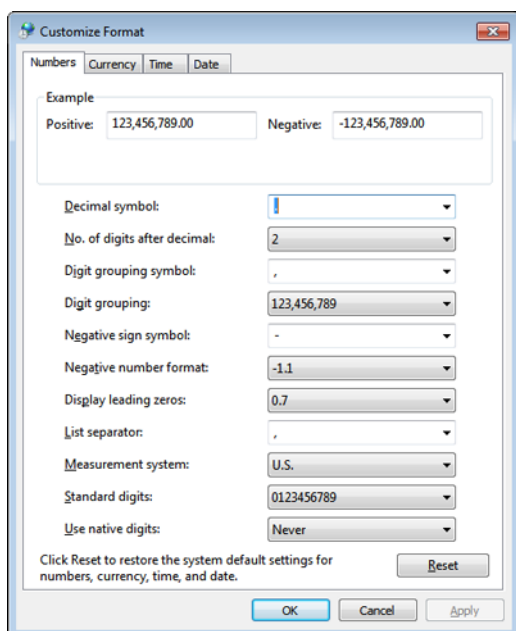 Customize Format
Numbers Currency Time Date
Example
Positive: 123,456,789.00 Negative: -123,456,789.00
Decimal symbol: .
No. of digits after decimal: 2
Digit grouping symbol: ,
Digit grouping: 123,456,789
Negative sign symbol: -
Negative number format: -1.1
Display leading zeros: 0.7
List separator: ,
Measurement system: U.S.
Standard digits: 0123456789
Use native digits: Never
Click Reset to restore the system default settings for
numbers, currency, time, and date.
Reset
OK Cancel Apply